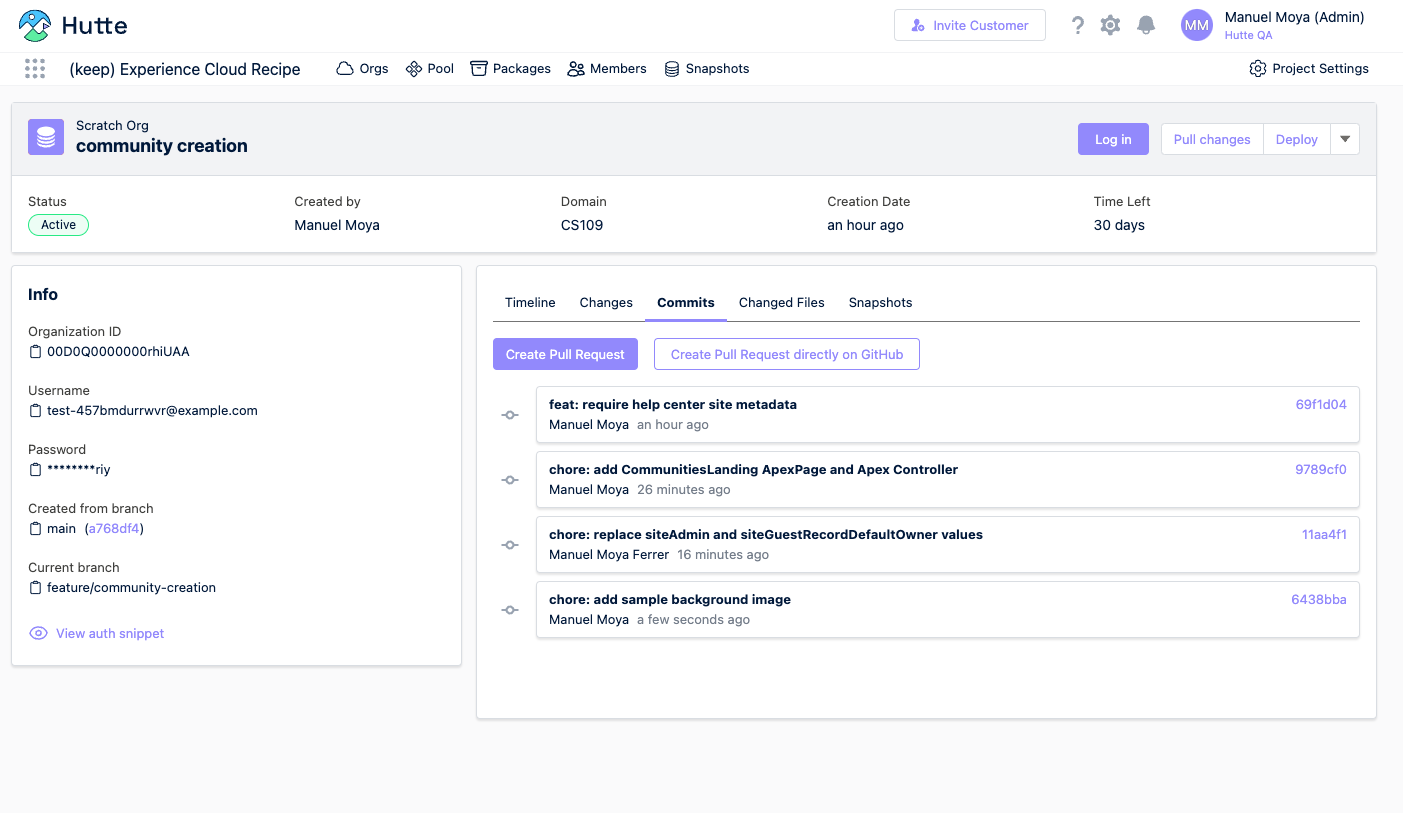 Hutte
Invite Customer
?
MM
Manuel Moya (Admin)
Hutte QA
(keep) Experience Cloud Recipe
Orgs
Pool
Packages
Members
Snapshots
Project Settings
Scratch Org
community creation
Log in
Pull changes
Deploy
Status
Active
Created by
Manuel Moya
Domain
CS109
Creation Date
an hour ago
Time Left
30 days
Info
Organization ID
00D0Q0000000rhiUAA
Username
test-457bmdurrwvr@example.com
Password
********riy
Created from branch
main (a768df4)
Current branch
feature/community-creation
View auth snippet
Timeline
Changes
Commits
Changed Files
Snapshots
Create Pull Request
Create Pull Request directly on GitHub
feat: require help center site metadata
69f1d04
Manuel Moya an hour ago
chore: add CommunitiesLanding ApexPage and Apex Controller
9789cf0
Manuel Moya 26 minutes ago
chore: replace siteAdmin and siteGuestRecordDefaultOwner values
11aa4f1
Manuel Moya Ferrer 16 minutes ago
chore: add sample background image
6438bba
Manuel Moya a few seconds ago